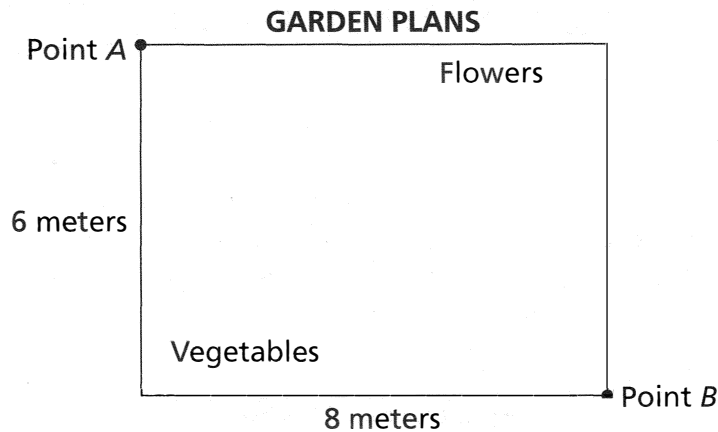 GARDEN PLANS
Point A
Flowers
6 meters
Vegetables
Point B
8 meters